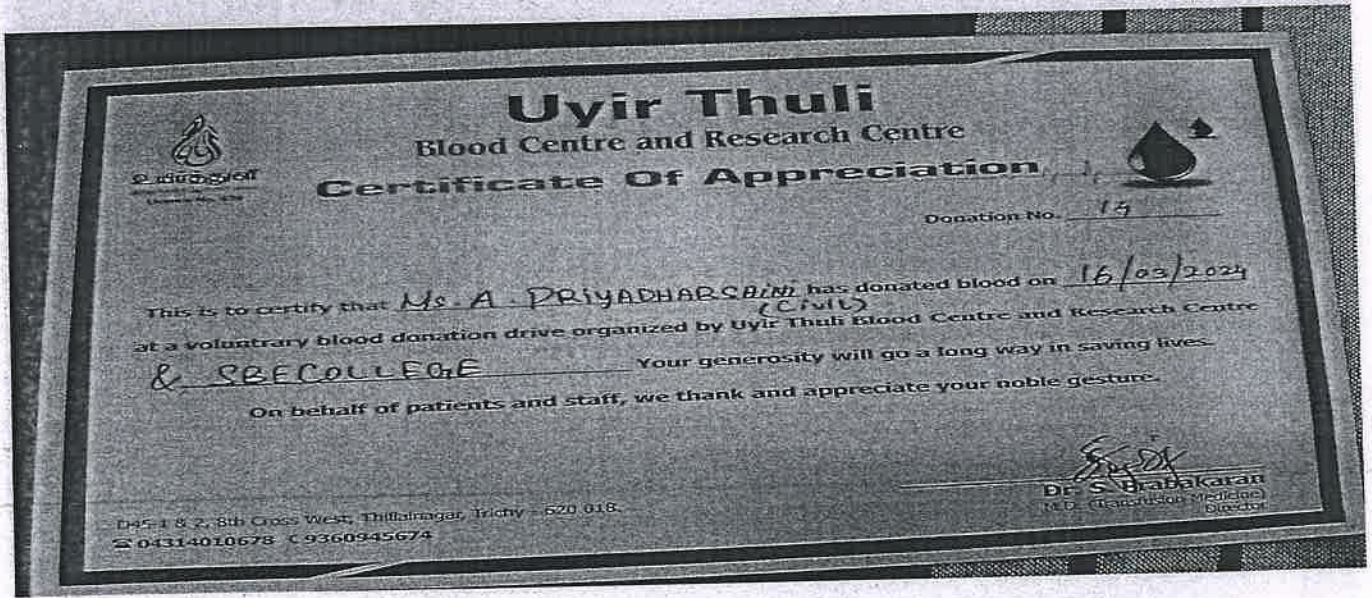 Uyir Thuli
Blood Centre and Research Centre
உயிர்துளி
Certificate Of Appreciation
Donation No. 14
This is to certify that Ms. A. PRIYADHARSHINI has donated blood on 16/03/2024
(Civil)
at a voluntrary blood donation drive organized by Uyir Thuli Blood Centre and Research Centre
& SBECOLLEGE Your generosity will go a long way in saving lives.
On behalf of patients and staff, we thank and appreciate your noble gesture.
Dr. S. Prabakaran
M.D. (Transfusion Medicine)
Director
D45-1 & 2, 8th Cross West, Thillainagar, Trichy - 620 018.
☎ 04314010678 ✆ 9360945674